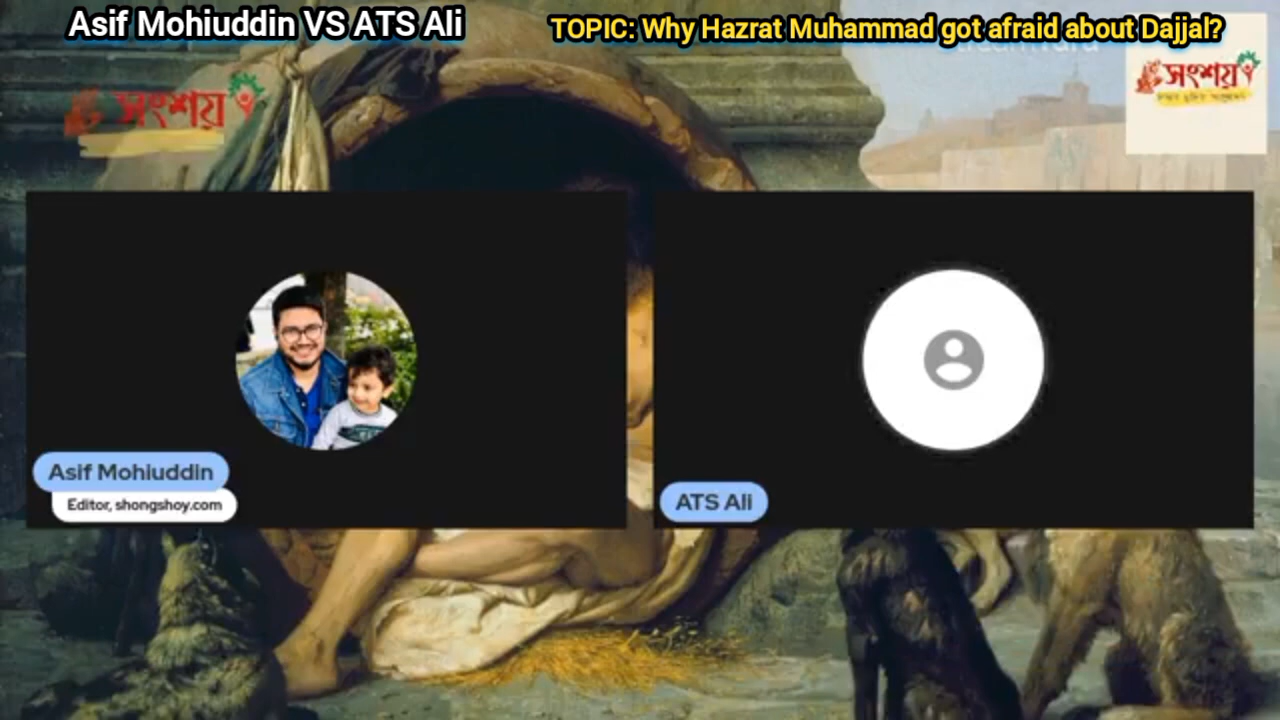 Asif Mohiuddin VS ATS Ali
TOPIC: Why Hazrat Muhammad got afraid about Dajjal?
সংশয়
সংশয়
Asif Mohiuddin
Editor, shongshoy.com
ATS Ali